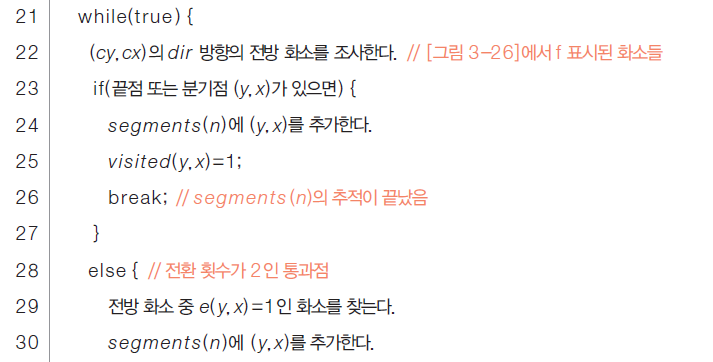 21 while(true) {
22 (cy,cx)의 dir 방향의 전방 화소를 조사한다. // [그림 3-26]에서 f 표시된 화소들
23 if(끝점 또는 분기점 (y,x)가 있으면) {
24 segments(n)에 (y,x)를 추가한다.
25 visited(y,x)=1;
26 break; // segments(n)의 추적이 끝났음
27 }
28 else { // 전환 횟수가 2인 통과점
29 전방 화소 중 e(y,x)=1인 화소를 찾는다.
30 segments(n)에 (y,x)를 추가한다.